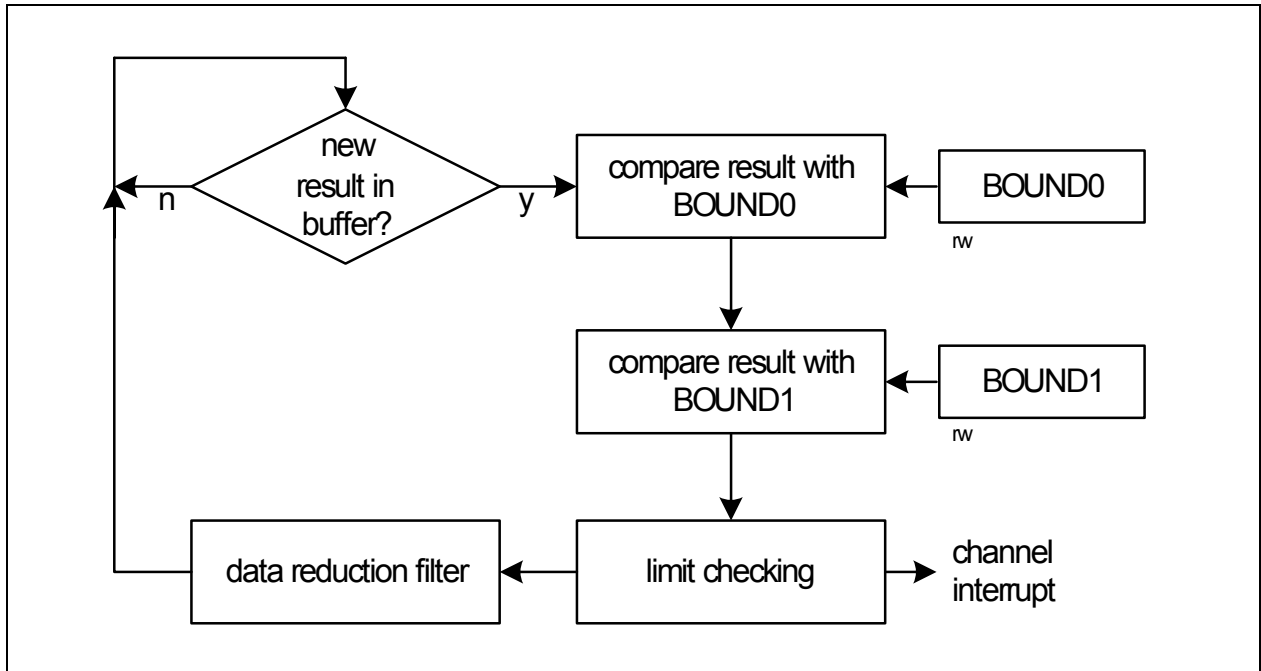 new
result in
buffer?
n
y
compare result with
BOUND0
BOUND0
rw
compare result with
BOUND1
BOUND1
rw
data reduction filter
limit checking
channel
interrupt